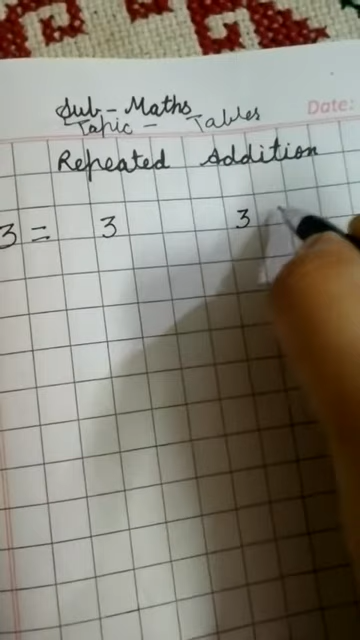 Sub - Maths
Topic - Tables
Date:
Repeated Addition
3 = 3 3